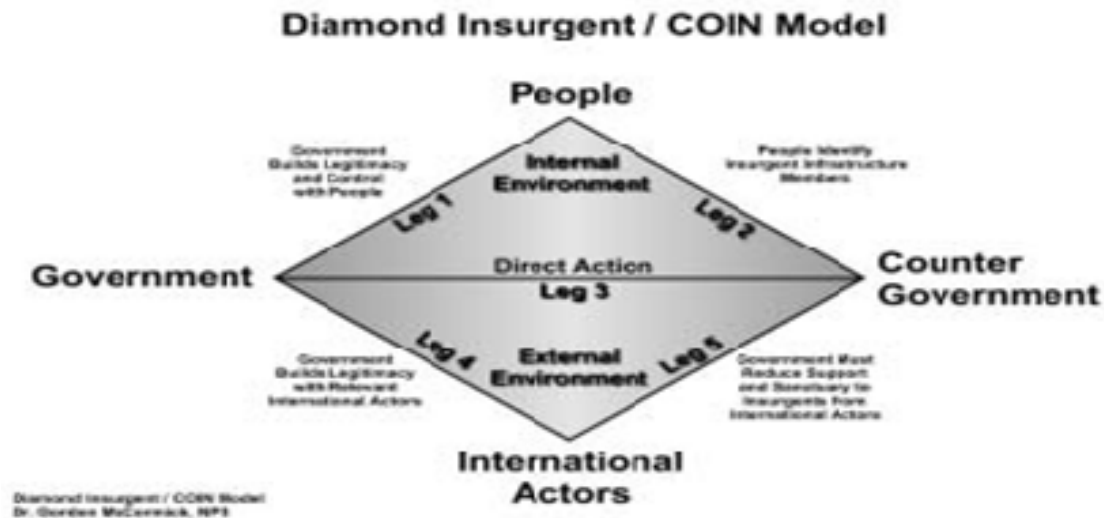 Diamond Insurgent / COIN Model
People
Government
Builds Legitimacy
and Control
with People
Internal
Environment
People Identify
Insurgent Infrastructure
Members
Leg 1
Leg 2
Government
Direct Action
Leg 3
Counter
Government
Leg 4
External
Environment
Leg 5
Government
Builds Legitimacy
with Relevant
International Actors
Government Must
Reduce Support
and Sanctuary to
Insurgents from
International Actors
International
Actors
Diamond Insurgent / COIN Model
Dr. Gordon McCormick, NPS